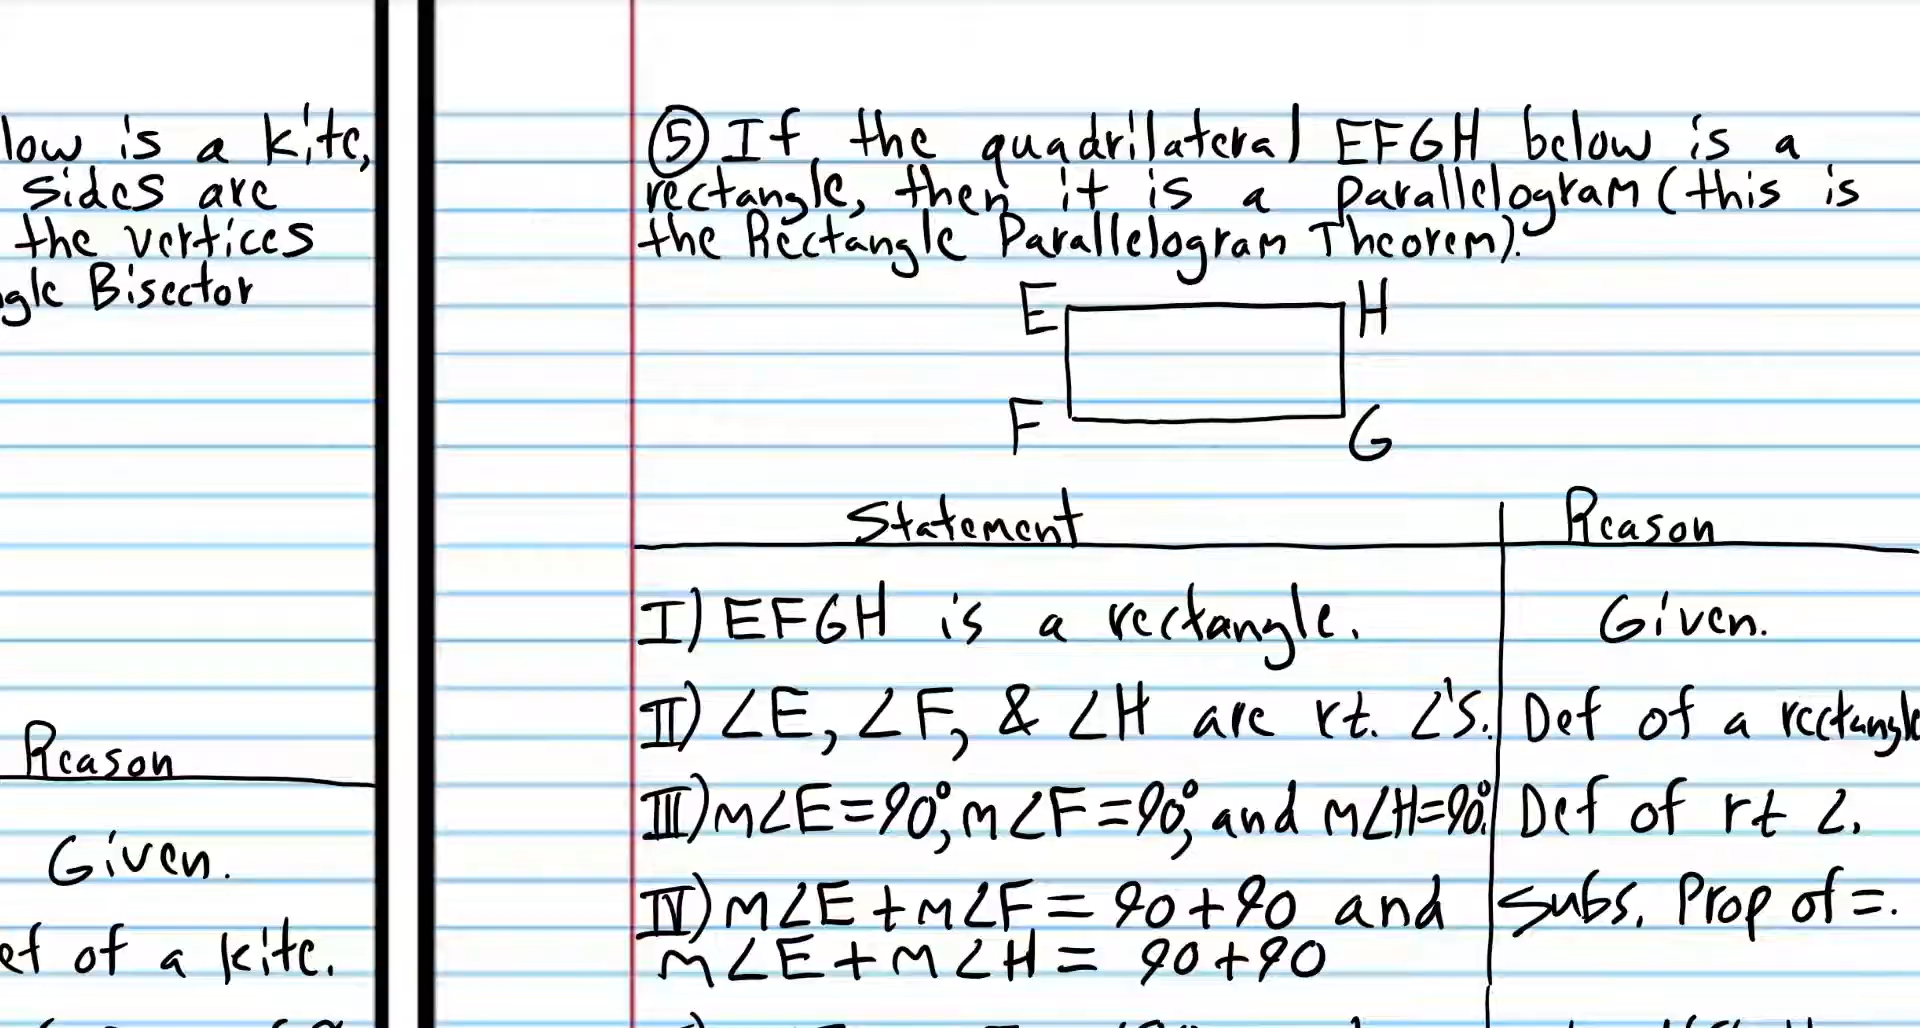 low is a kite,
sides are
the vertices
gle Bisector
Reason
Given.
ef of a kite.
⑤ If the quadrilateral EFGH below is a
rectangle, then it is a parallelogram (this is
the Rectangle Parallelogram Theorem).
E H
F G
Statement Reason
I) EFGH is a rectangle. Given.
II) ∠E, ∠F, & ∠H are rt. ∠'s. Def of a rectangle
III) m∠E=90°, m∠F=90°, and m∠H=90°. Def of rt ∠.
IV) m∠E+m∠F=90+90 and Subs. Prop of =.
m∠E+m∠H=90+90